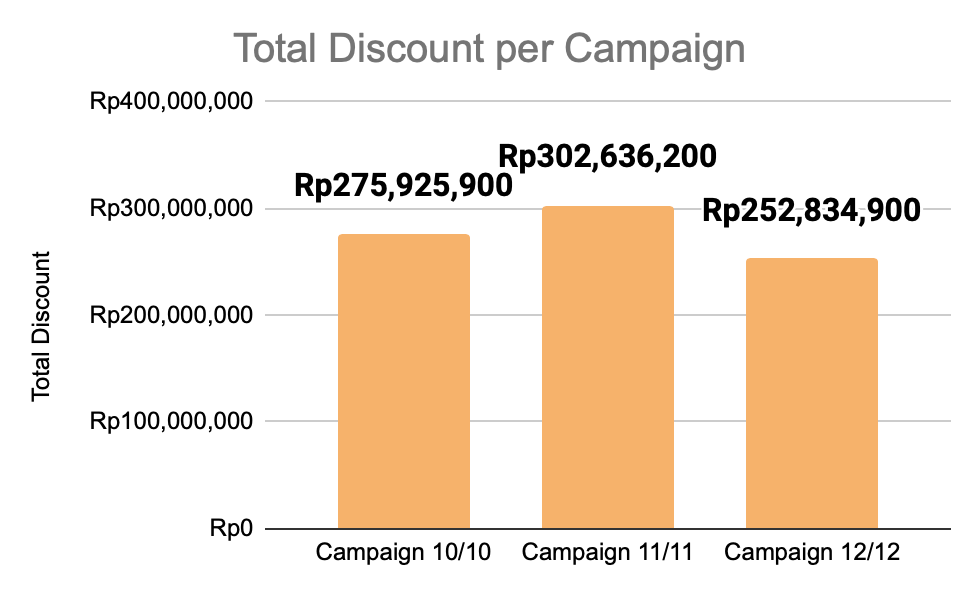 Total Discount per Campaign
Rp400,000,000
Rp302,636,200
Rp275,925,900
Rp300,000,000
Rp252,834,900
Total Discount
Rp200,000,000
Rp100,000,000
Rp0
Campaign 10/10 Campaign 11/11 Campaign 12/12